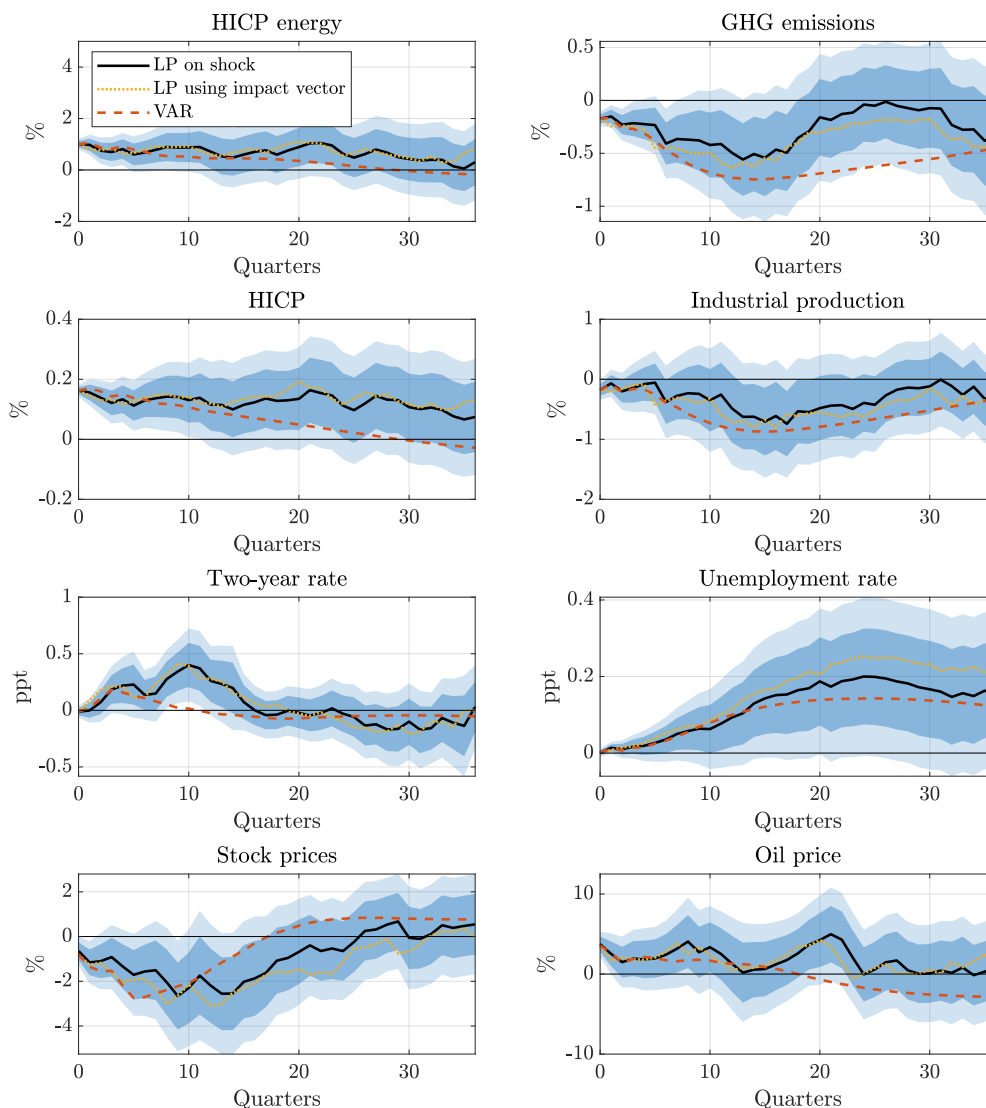 HICP energy
4
2
0
-2
%
LP on shock
LP using impact vector
VAR
0 10 20 30
Quarters
GHG emissions
0.5
0
-0.5
-1
%
0 10 20 30
Quarters
HICP
0.4
0.2
0
-0.2
%
0 10 20 30
Quarters
Industrial production
1
0
-1
-2
%
0 10 20 30
Quarters
Two-year rate
1
0.5
0
-0.5
ppt
0 10 20 30
Quarters
Unemployment rate
0.4
0.2
0
ppt
0 10 20 30
Quarters
Stock prices
2
0
-2
-4
%
0 10 20 30
Quarters
Oil price
10
0
-10
%
0 10 20 30
Quarters